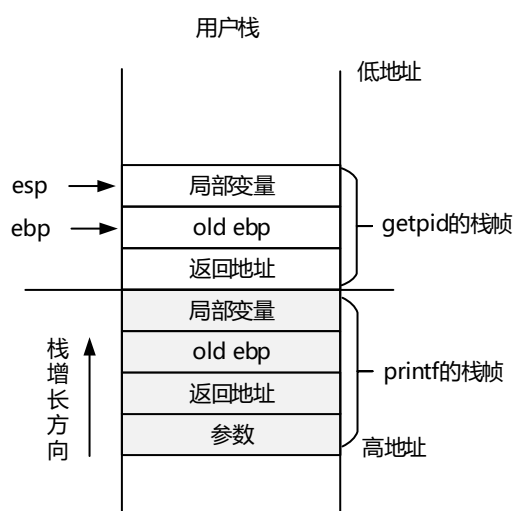 用户栈
低地址
esp
局部变量
ebp
old ebp
getpid的栈帧
返回地址
局部变量
old ebp
栈增长方向
printf的栈帧
返回地址
参数
高地址